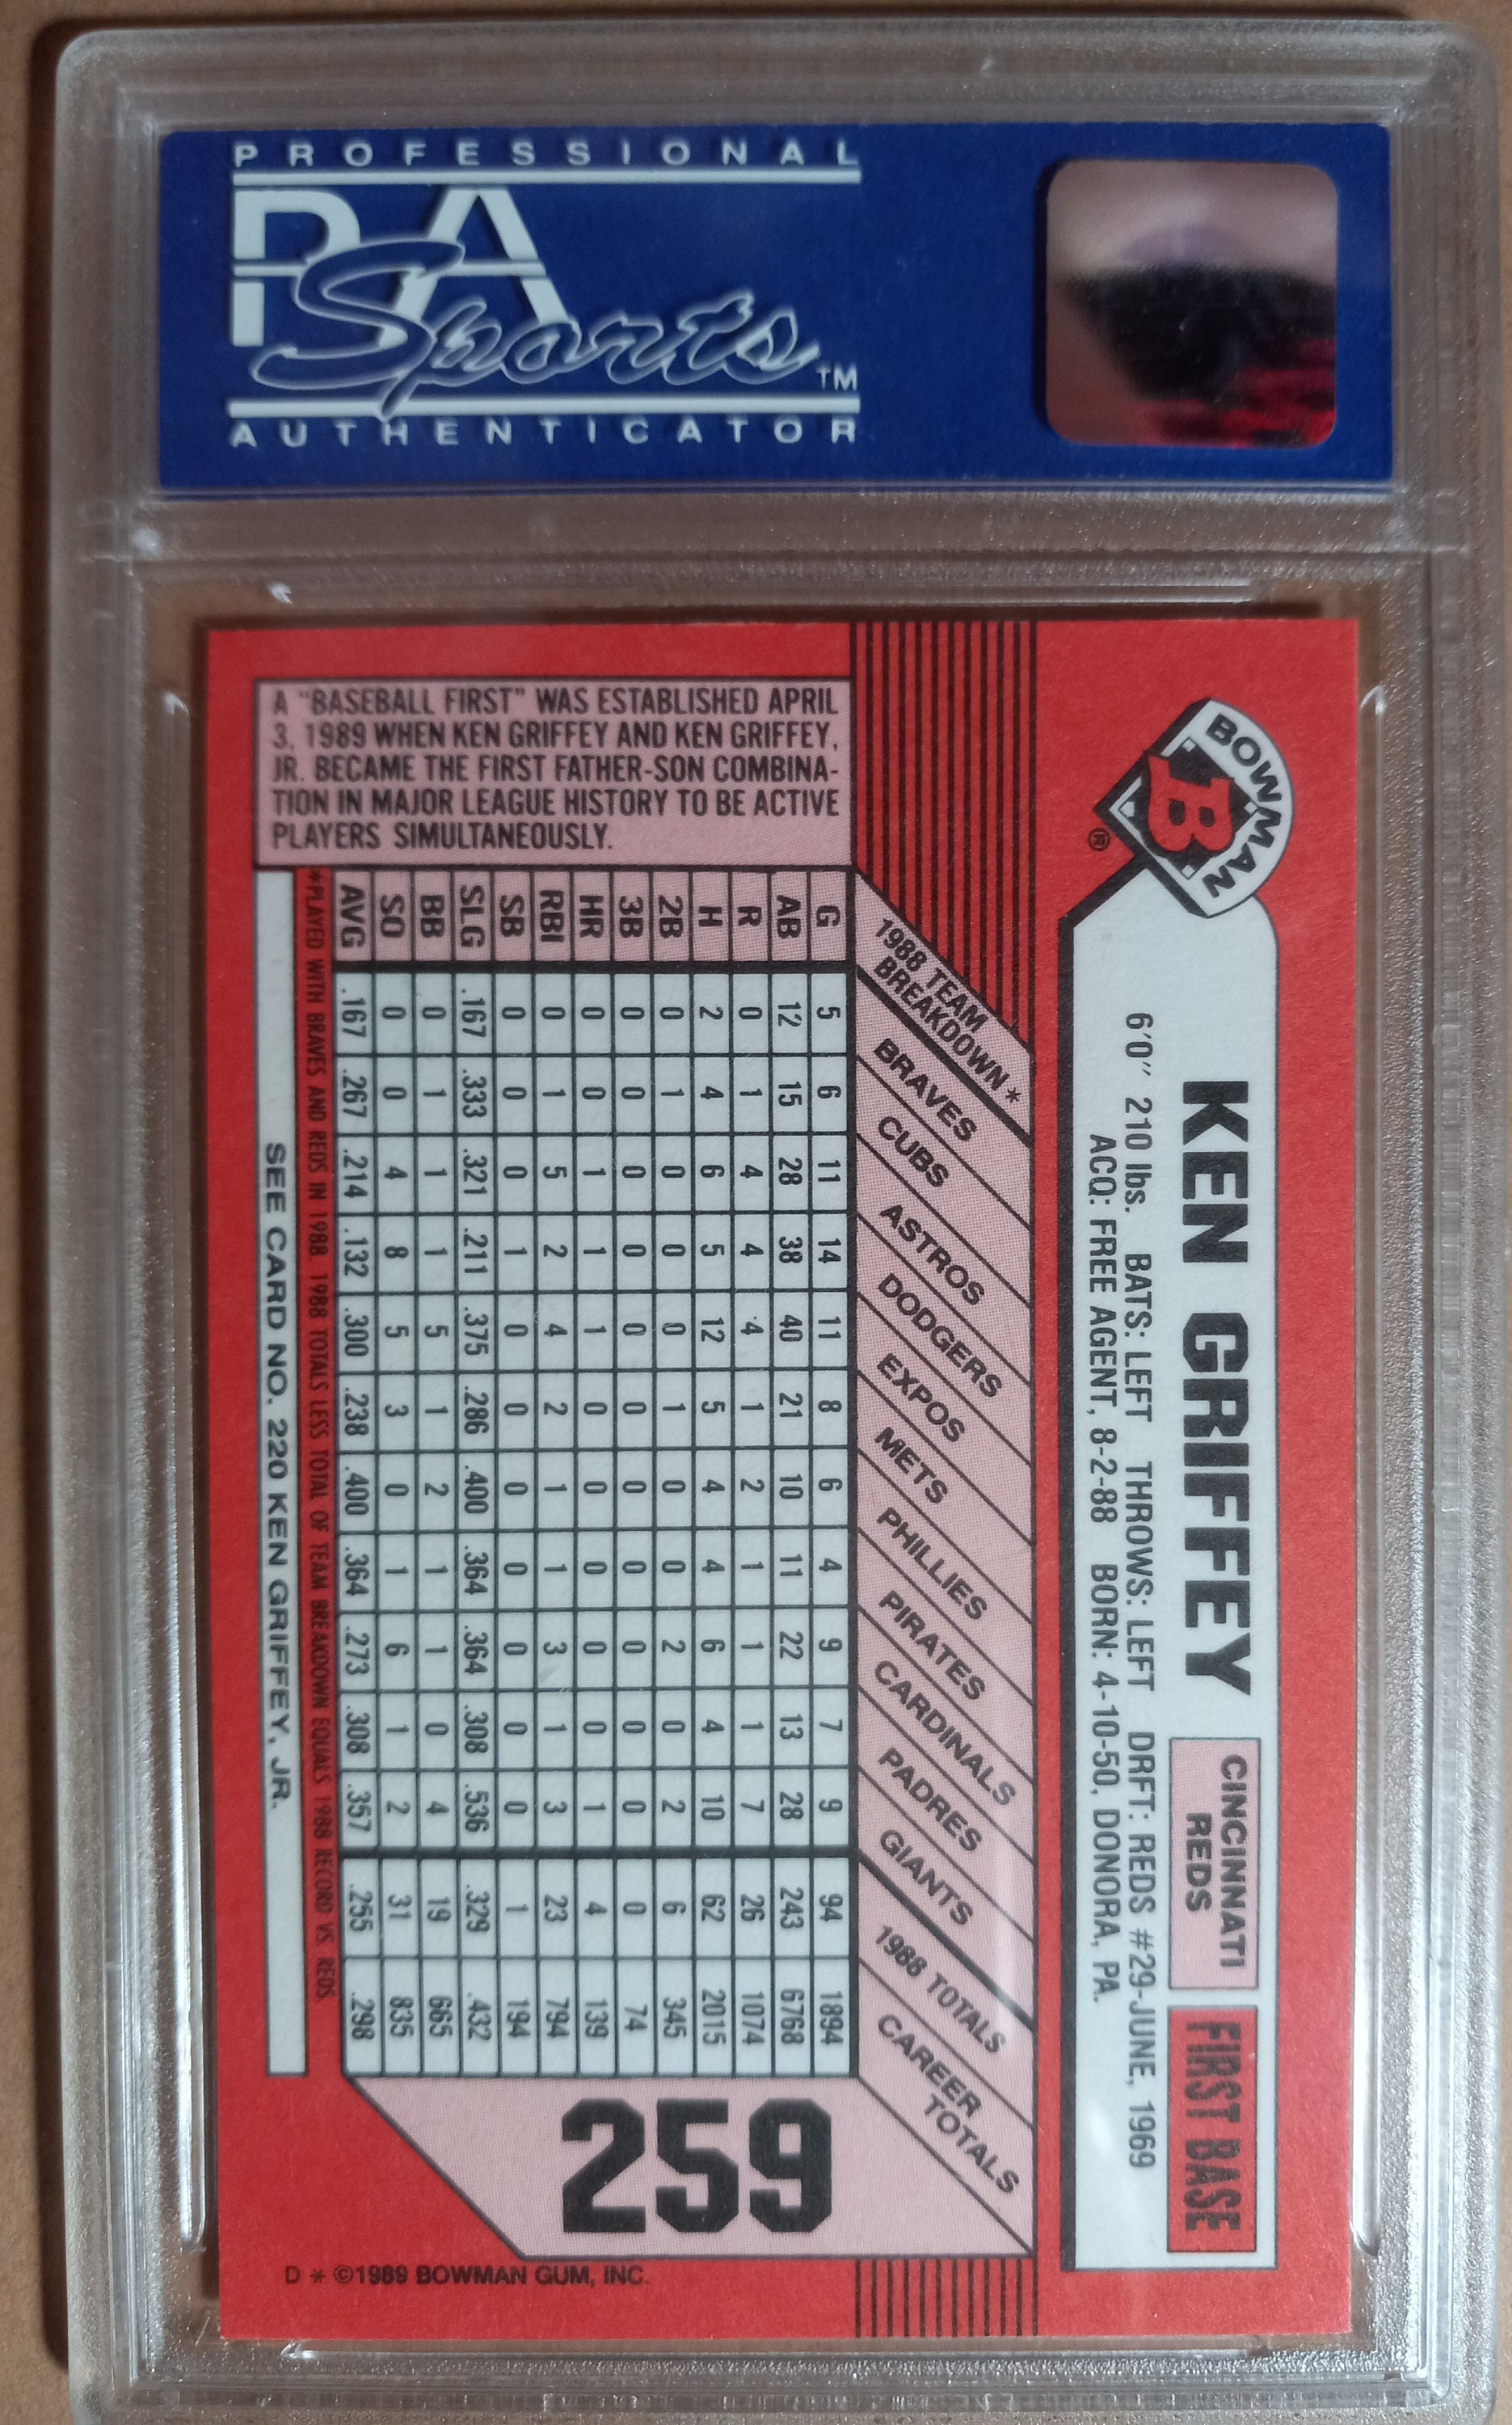 PROFESSIONAL
PSA
Sports™
AUTHENTICATOR
A "BASEBALL FIRST" WAS ESTABLISHED APRIL
3, 1989 WHEN KEN GRIFFEY AND KEN GRIFFEY,
JR. BECAME THE FIRST FATHER-SON COMBINA-
TION IN MAJOR LEAGUE HISTORY TO BE ACTIVE
PLAYERS SIMULTANEOUSLY.
BOWMAN
B
®
KEN GRIFFEY
CINCINNATI
REDS
FIRST BASE
6'0" 210 lbs. BATS: LEFT THROWS: LEFT DRFT: REDS #29-JUNE, 1969
ACQ: FREE AGENT, 8-2-88 BORN: 4-10-50, DONORA, PA.
1988 TEAM
BREAKDOWN *
BRAVES
CUBS
ASTROS
DODGERS
EXPOS
METS
PHILLIES
PIRATES
CARDINALS
PADRES
GIANTS
1988 TOTALS
CAREER
TOTALS
G 5 6 11 14 11 8 6 4 9 7 9 94 1894
AB 12 15 28 38 40 21 10 11 22 13 28 243 6768
R 0 1 4 4 4 1 2 1 1 1 7 26 1074
H 2 4 6 5 12 5 4 4 6 4 10 62 2015
2B 0 1 0 0 0 1 0 0 2 0 2 6 345
3B 0 0 0 0 0 0 0 0 0 0 0 0 74
HR 0 0 1 1 1 0 0 0 0 0 1 4 139
RBI 0 1 5 2 4 2 1 1 3 1 3 23 794
SB 0 0 0 1 0 0 0 0 0 0 0 1 194
SLG .167 .333 .321 .211 .375 .286 .400 .364 .364 .308 .536 .329 .432
BB 0 1 1 1 5 1 2 1 1 0 4 19 665
SO 0 0 4 8 5 3 0 1 6 1 2 31 835
AVG .167 .267 .214 .132 .300 .238 .400 .364 .273 .308 .357 .255 .298
*PLAYED WITH BRAVES AND REDS IN 1988. 1988 TOTALS LESS TOTAL OF TEAM BREAKDOWN EQUALS 1988 RECORD VS. REDS.
SEE CARD NO. 220 KEN GRIFFEY, JR.
259
D * ©1989 BOWMAN GUM, INC.